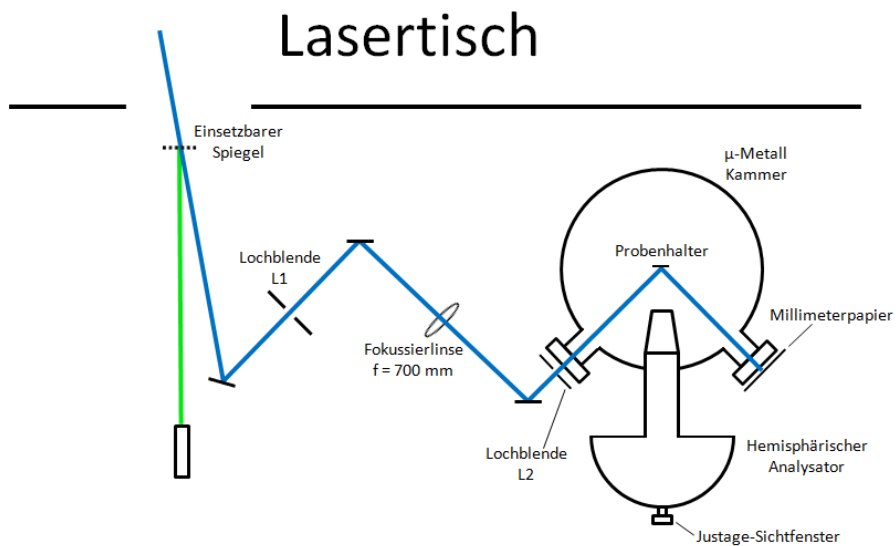 Lasertisch
Einsetzbarer
Spiegel
µ-Metall
Kammer
Lochblende
L1
Probenhalter
Millimeterpapier
Fokussierlinse
f = 700 mm
Lochblende
L2
Hemisphärischer
Analysator
Justage-Sichtfenster